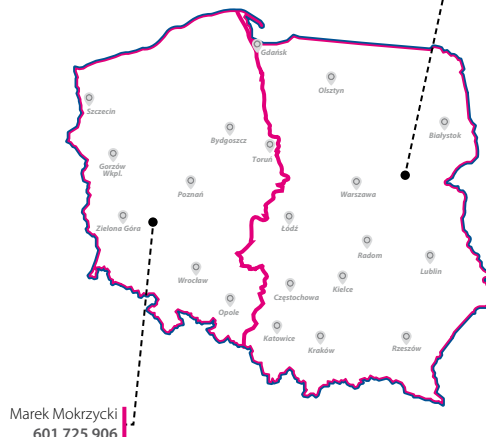 Gdańsk
Olsztyn
Szczecin
Białystok
Bydgoszcz
Toruń
Gorzów
Wkpl.
Poznań
Warszawa
Zielona Góra
Łódź
Radom
Lublin
Wrocław
Kielce
Częstochowa
Opole
Katowice
Kraków
Rzeszów
Marek Mokrzycki
601 725 906